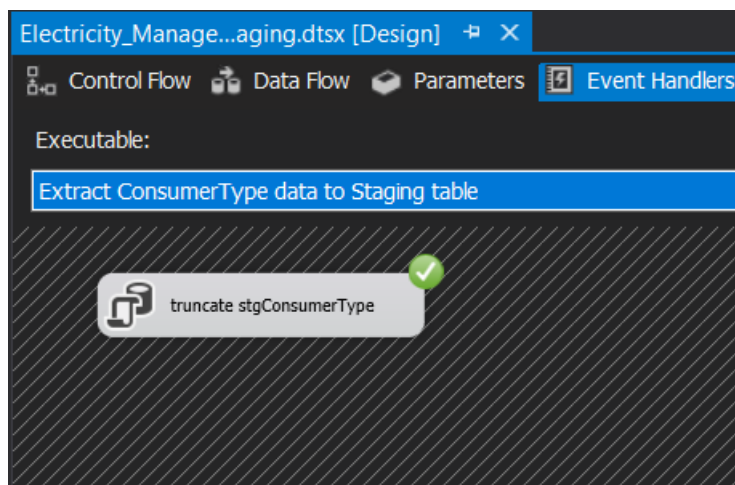 Electricity_Manage...aging.dtsx [Design]
Control Flow Data Flow Parameters Event Handlers
Executable:
Extract ConsumerType data to Staging table
truncate stgConsumerType